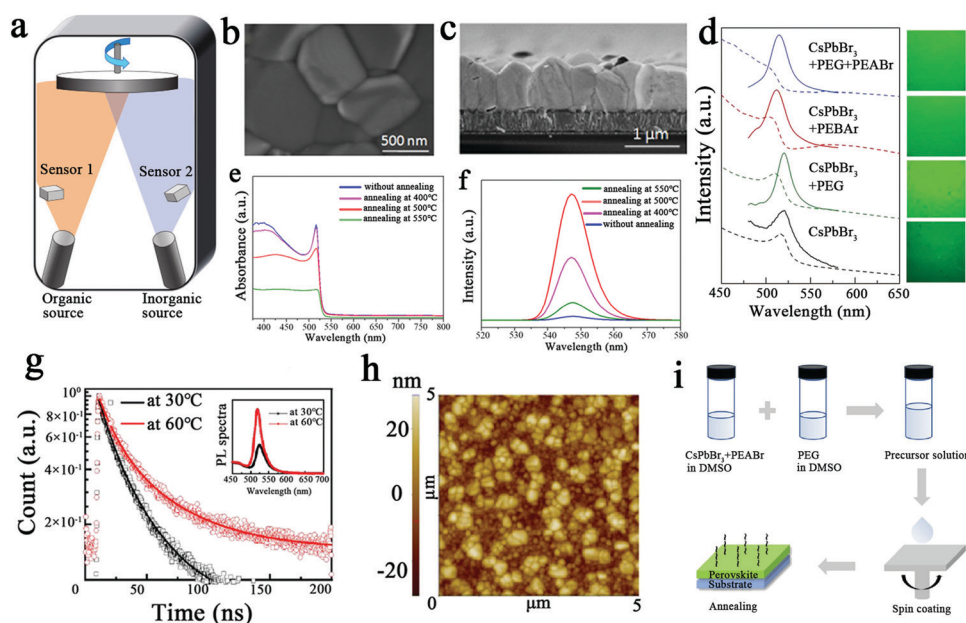 a
Sensor 1
Sensor 2
Organic
source
Inorganic
source
b
500 nm
c
1 μm
d
Intensity (a.u.)
CsPbBr3
+PEG+PEABr
CsPbBr3
+PEBAr
CsPbBr3
+PEG
CsPbBr3
450 500 550 600 650
Wavelength (nm)
e
Absorbance (a.u.)
without annealing
annealing at 400℃
annealing at 500℃
annealing at 550℃
400 450 500 550 600 650 700 750 800
Wavelength (nm)
f
Intensity (a.u.)
annealing at 550℃
annealing at 500℃
annealing at 400℃
without annealing
520 530 540 550 560 570 580
Wavelength (nm)
g
Count (a.u.)
10⁰
8×10⁻¹
6×10⁻¹
4×10⁻¹
2×10⁻¹
at 30℃
at 60℃
PL spectra
at 30℃
at 60℃
450 500 550 600 650 700
Wavelength (nm)
0 50 100 150 200
Time (ns)
h
nm
20
0
-20
5
μm
0
μm
5
i
CsPbBr3+PEABr
in DMSO
PEG
in DMSO
Precursor solution
Perovskite
Substrate
Annealing
Spin coating